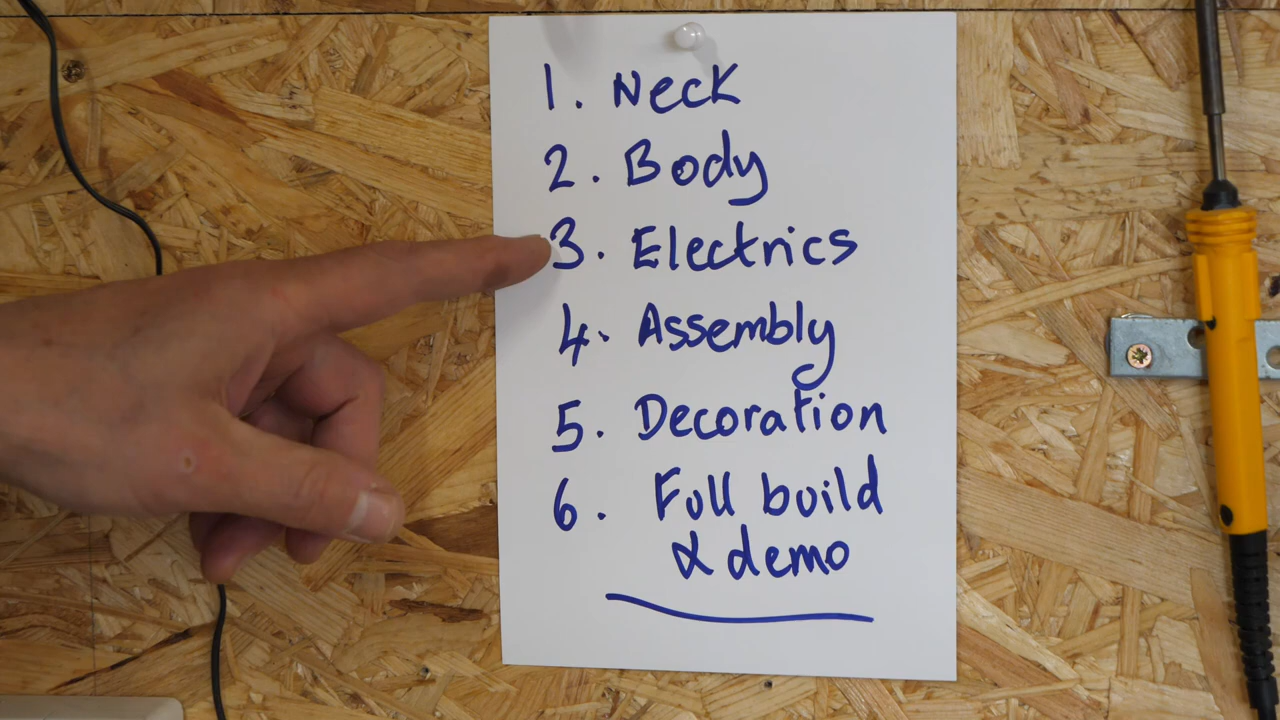 1. Neck
2. Body
3. Electrics
4. Assembly
5. Decoration
6. Full build
& demo